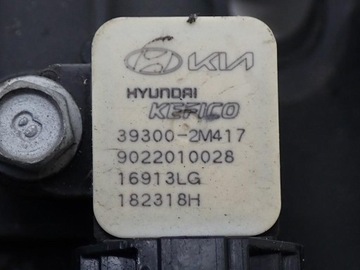 KIA
HYUNDAI
KEFICO
39300-2M417
9022010028
16913LG
182318H